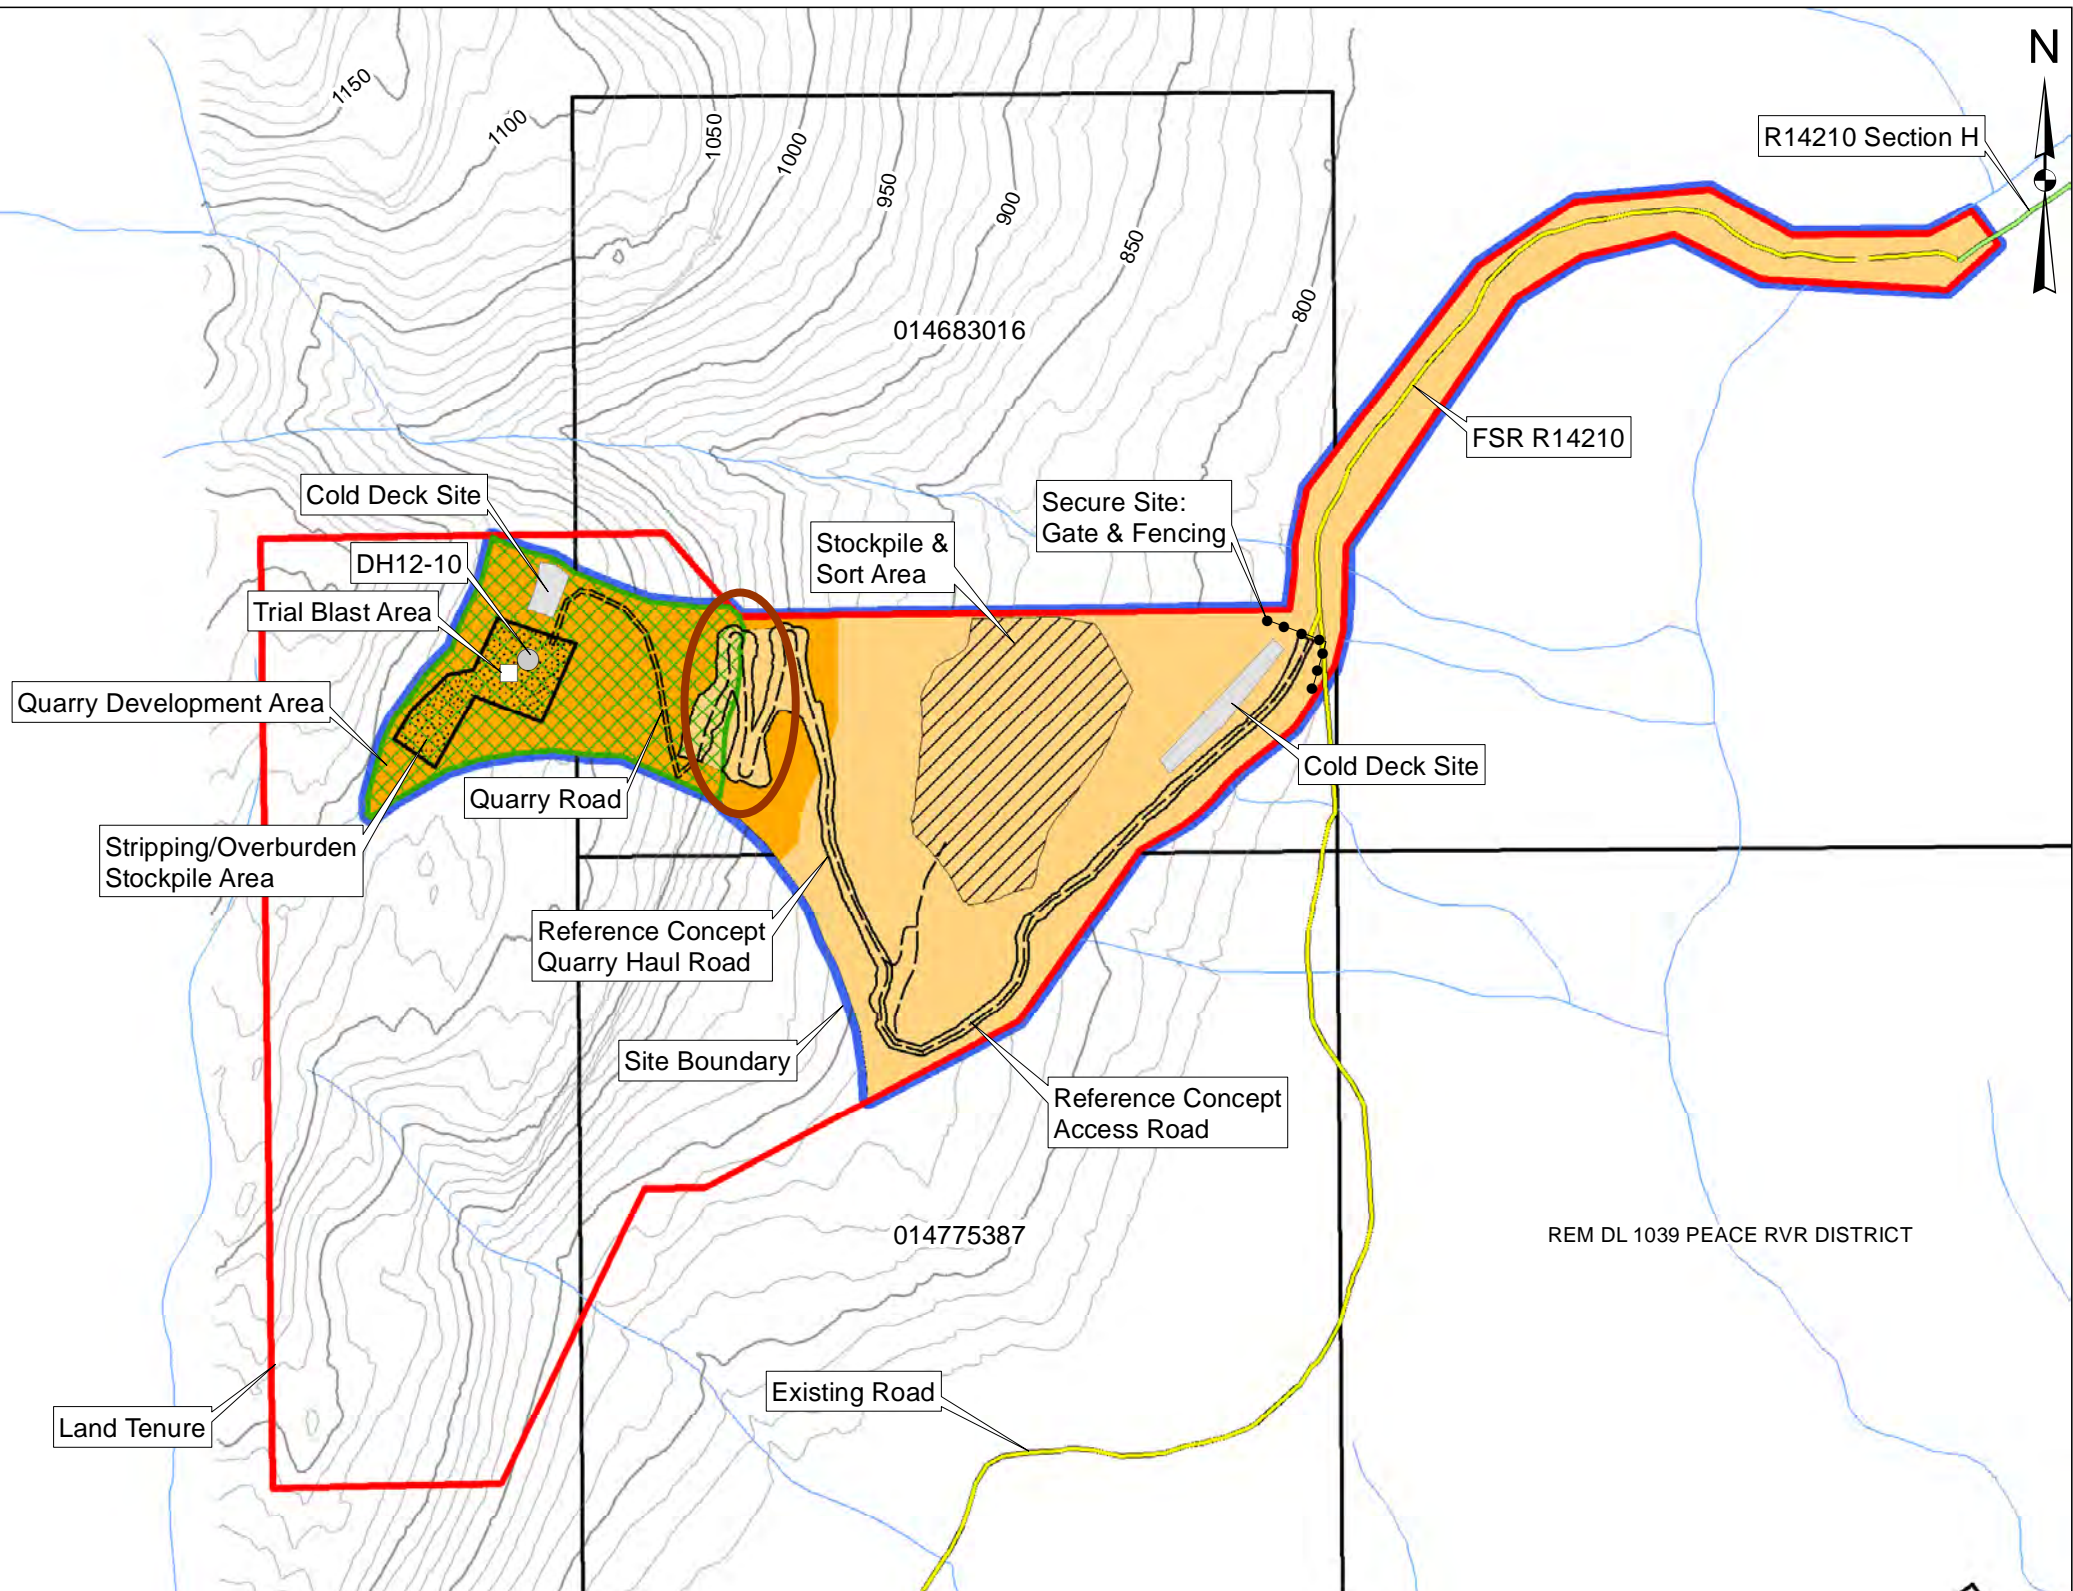 N
1150
1100
1050
1000
950
900
850
800
R14210 Section H
014683016
FSR R14210
Cold Deck Site
Secure Site:
Gate & Fencing
Stockpile &
Sort Area
DH12-10
Trial Blast Area
Quarry Development Area
Cold Deck Site
Quarry Road
Stripping/Overburden
Stockpile Area
Reference Concept
Quarry Haul Road
Site Boundary
Reference Concept
Access Road
014775387
REM DL 1039 PEACE RVR DISTRICT
Existing Road
Land Tenure